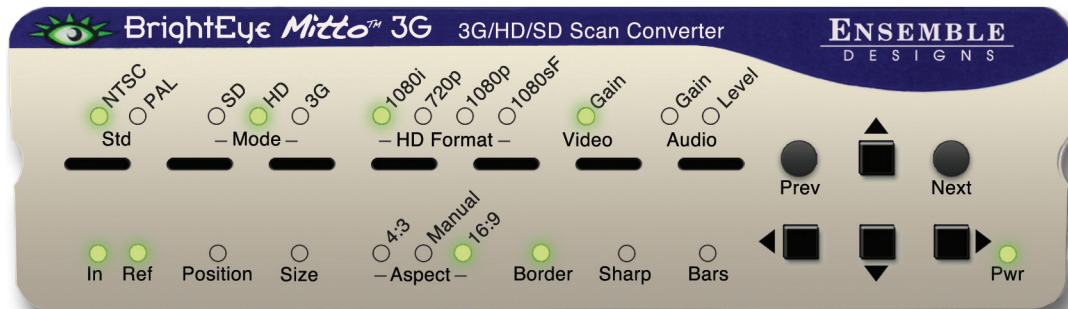 BrightEye Mitto™ 3G 3G/HD/SD Scan Converter
ENSEMBLE
DESIGNS
NTSC PAL SD HD 3G 1080i 720p 1080p 1080sF Gain Gain Level
Std – Mode – – HD Format – Video Audio
Prev Next
4:3 Manual 16:9
In Ref Position Size – Aspect – Border Sharp Bars Pwr